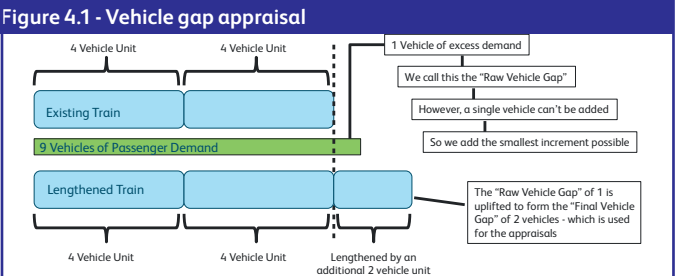 Figure 4.1 - Vehicle gap appraisal
4 Vehicle Unit
4 Vehicle Unit
1 Vehicle of excess demand
We call this the “Raw Vehicle Gap”
However, a single vehicle can’t be added
So we add the smallest increment possible
Existing Train
9 Vehicles of Passenger Demand
Lengthened Train
The “Raw Vehicle Gap” of 1 is
uplifted to form the “Final Vehicle
Gap” of 2 vehicles - which is used
for the appraisals
4 Vehicle Unit
4 Vehicle Unit
Lengthened by an
additional 2 vehicle unit